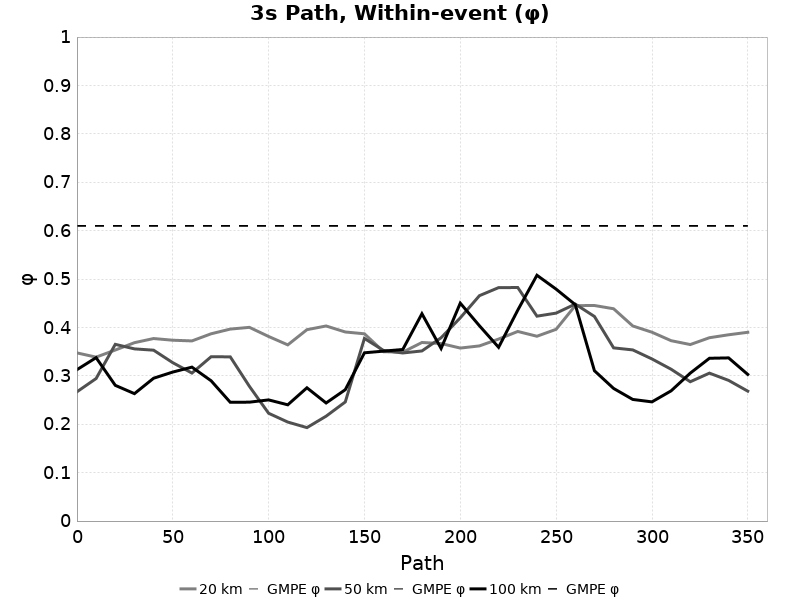 3s Path, Within-event (φ)
1
0.9
0.8
0.7
0.6
0.5
0.4
0.3
0.2
0.1
0
φ
0 50 100 150 200 250 300 350
Path
20 km GMPE φ 50 km GMPE φ 100 km GMPE φ